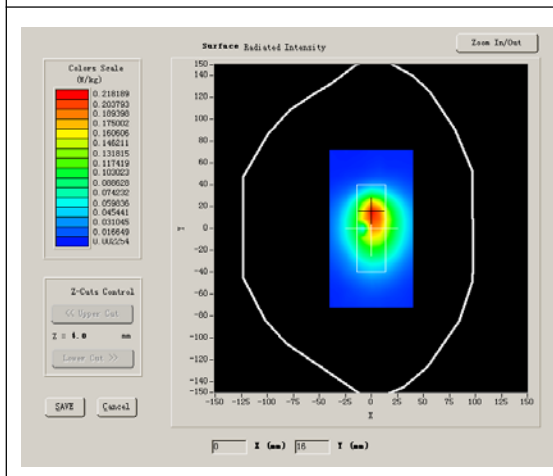 Surface Radiated Intensity
Zoom In/Out
Colors Scale
(W/kg)
0.218189
0.203793
0.189398
0.175002
0.160606
0.146211
0.131815
0.117419
0.103023
0.088628
0.074232
0.059836
0.045441
0.031045
0.016649
0.002254
Z-Cuts Control
<< Upper Cut
Z = 4.0 mm
Lower Cut >>
SAVE
Cancel
150
120
100
80
60
40
20
0
-20
-40
-60
-80
-100
-120
-140
-150
Y
-150 -125 -100 -75 -50 -25 0 25 50 75 100 125 150
X
0 X (mm) 16 Y (mm)